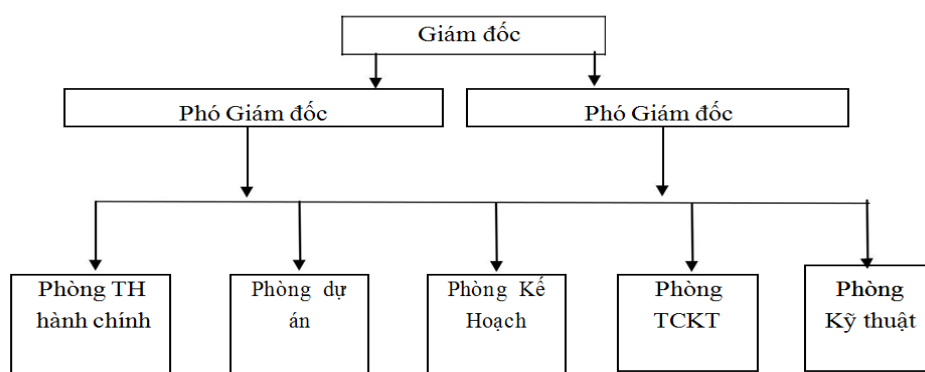 Giám đốc
Phó Giám đốc
Phó Giám đốc
Phòng TH
hành chính
Phòng dự
án
Phòng Kế
Hoạch
Phòng
TCKT
Phòng
Kỹ thuật